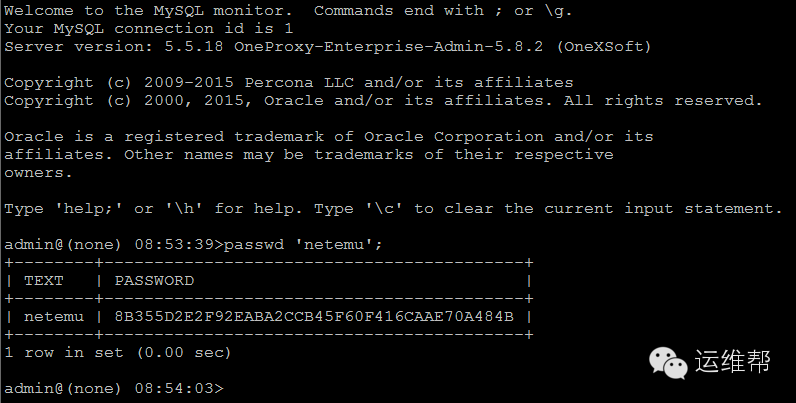 Welcome to the MySQL monitor.  Commands end with ; or \g.
Your MySQL connection id is 1
Server version: 5.5.18 OneProxy-Enterprise-Admin-5.8.2 (OneXSoft)
Copyright (c) 2009-2015 Percona LLC and/or its affiliates
Copyright (c) 2000, 2015, Oracle and/or its affiliates. All rights reserved.
Oracle is a registered trademark of Oracle Corporation and/or its
affiliates. Other names may be trademarks of their respective
owners.
Type 'help;' or '\h' for help. Type '\c' to clear the current input statement.
admin@(none) 08:53:39>passwd 'netemu';
+--------+------------------------------------------+
| TEXT   | PASSWORD                                 |
+--------+------------------------------------------+
| netemu | 8B355D2E2F92EABA2CCB45F60F416CAAE70A484B |
+--------+------------------------------------------+
1 row in set (0.00 sec)
admin@(none) 08:54:03>
运维帮